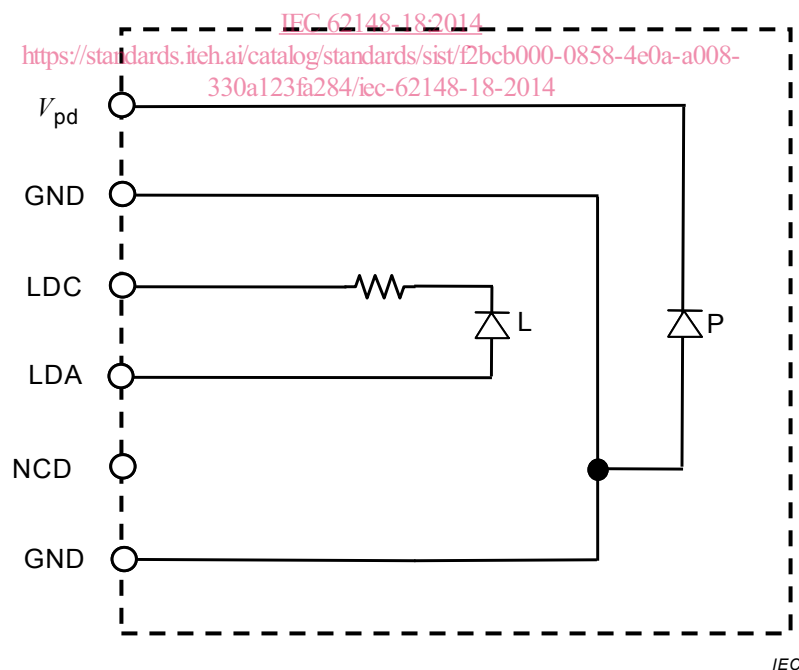 IEC 62148-18:2014
https://standards.iteh.ai/catalog/standards/sist/f2bcb000-0858-4e0a-a008-
330a123fa284/iec-62148-18-2014
Vpd
GND
LDC
L
P
LDA
NCD
GND
IEC